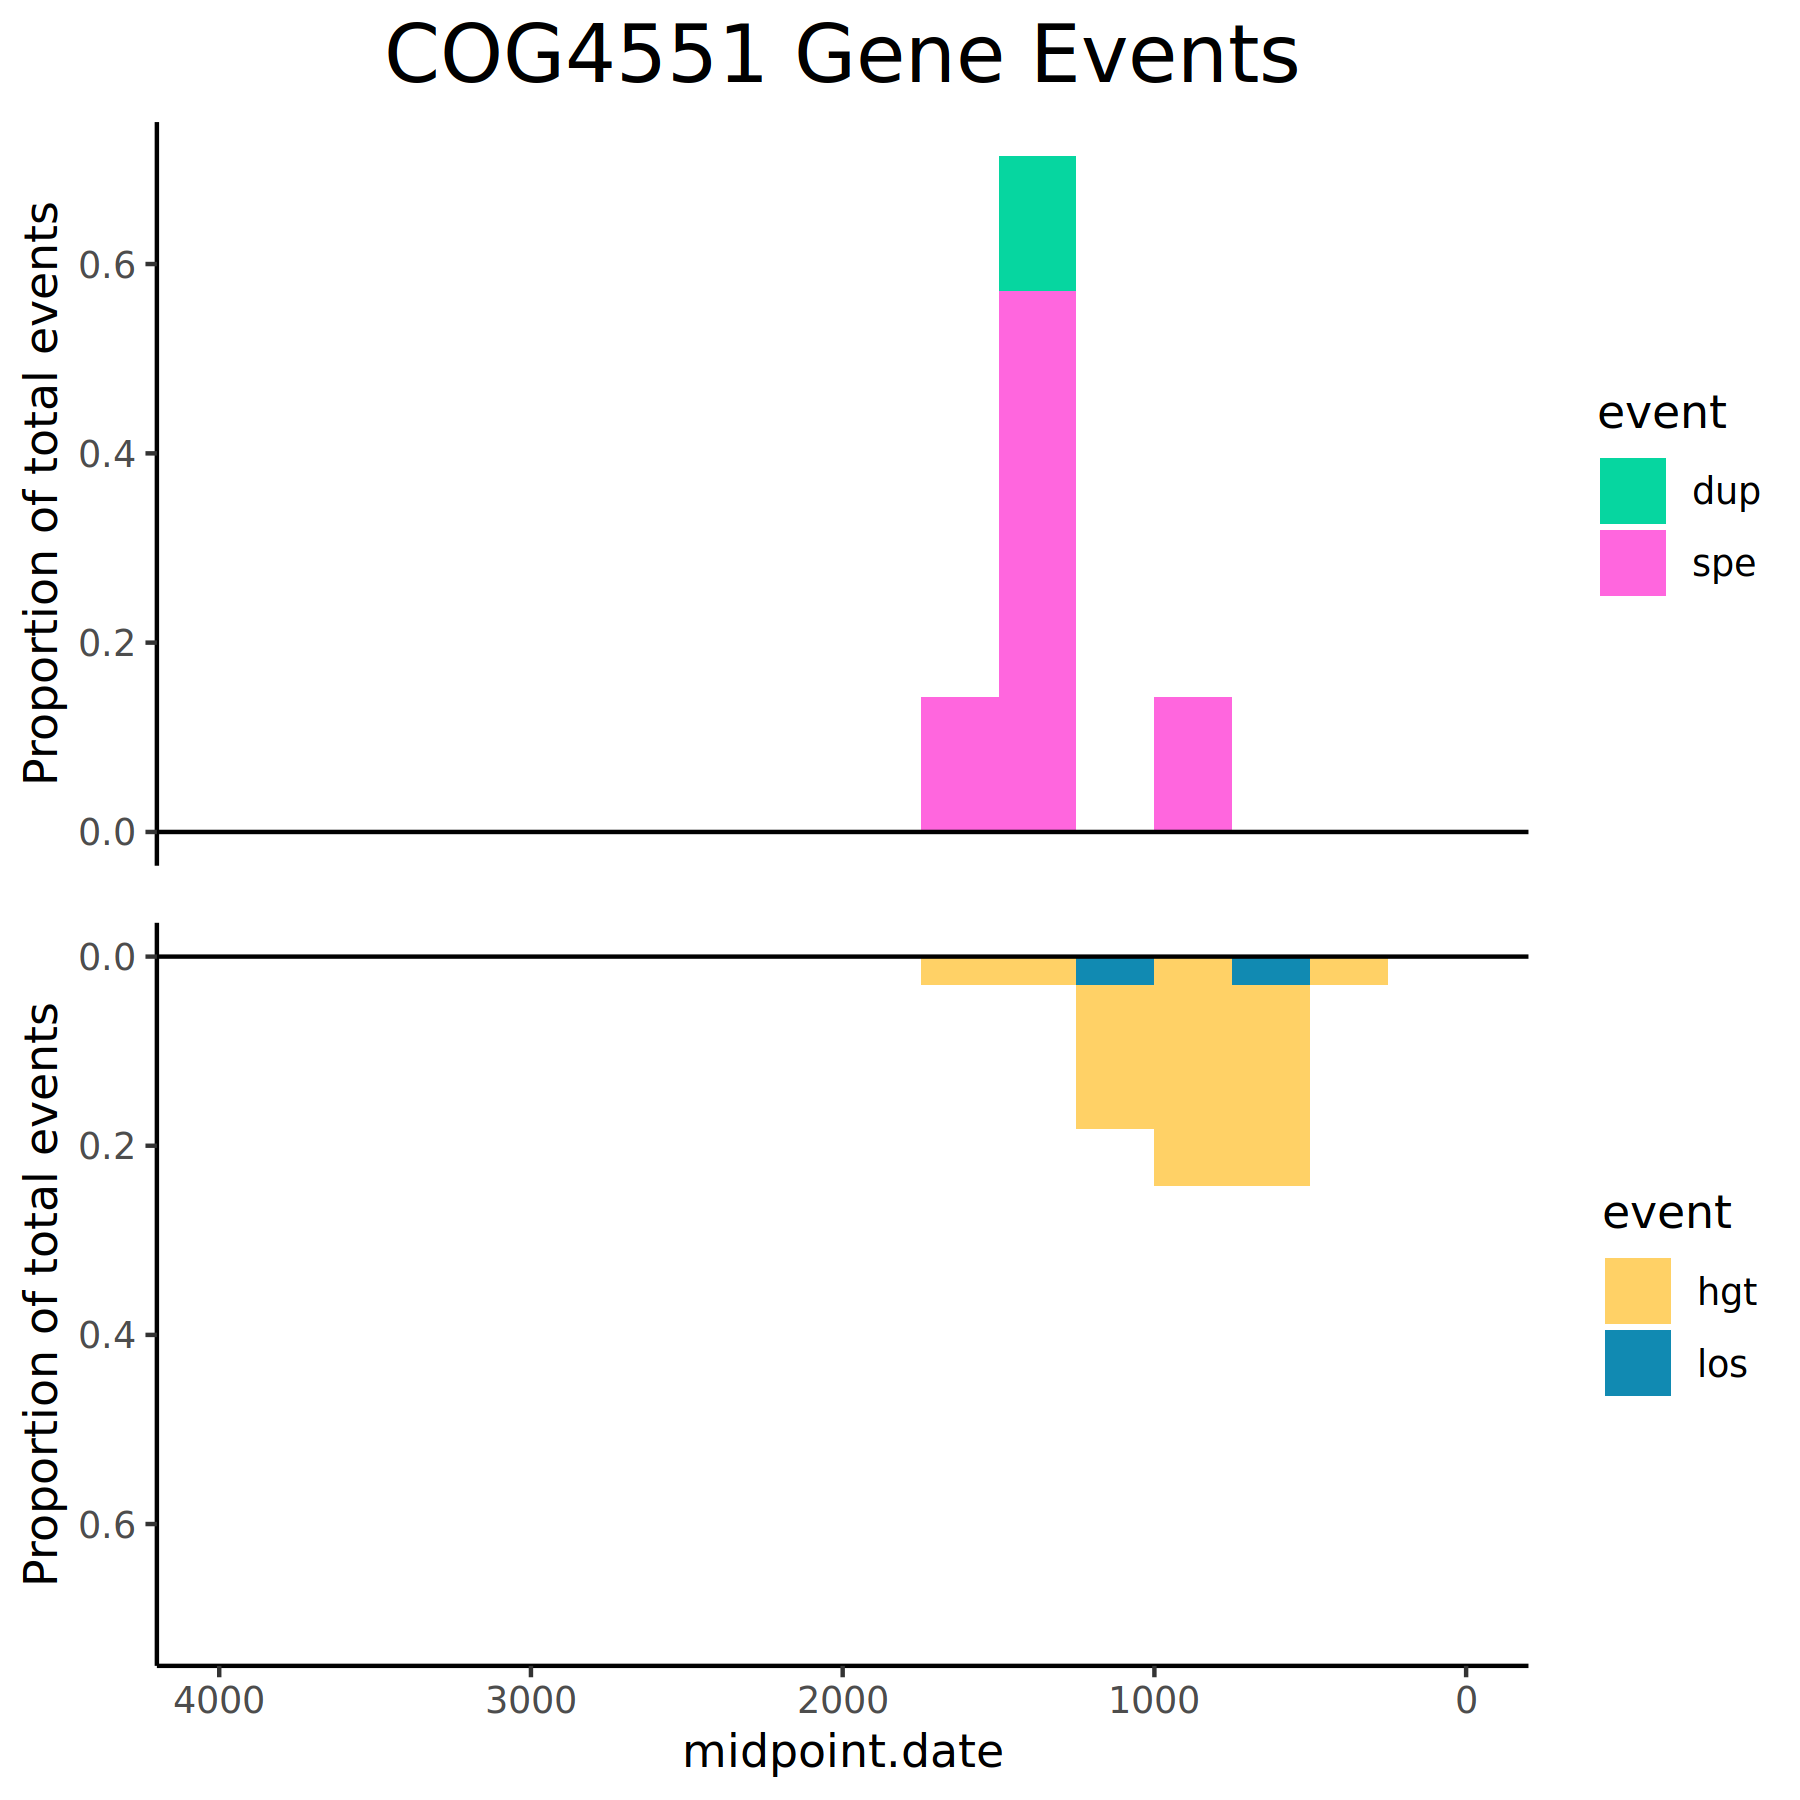 COG4551 Gene Events
Proportion of total events
0.6
0.4
0.2
0.0
event
dup
spe
Proportion of total events
0.0
0.2
0.4
0.6
event
hgt
los
4000 3000 2000 1000 0
midpoint.date